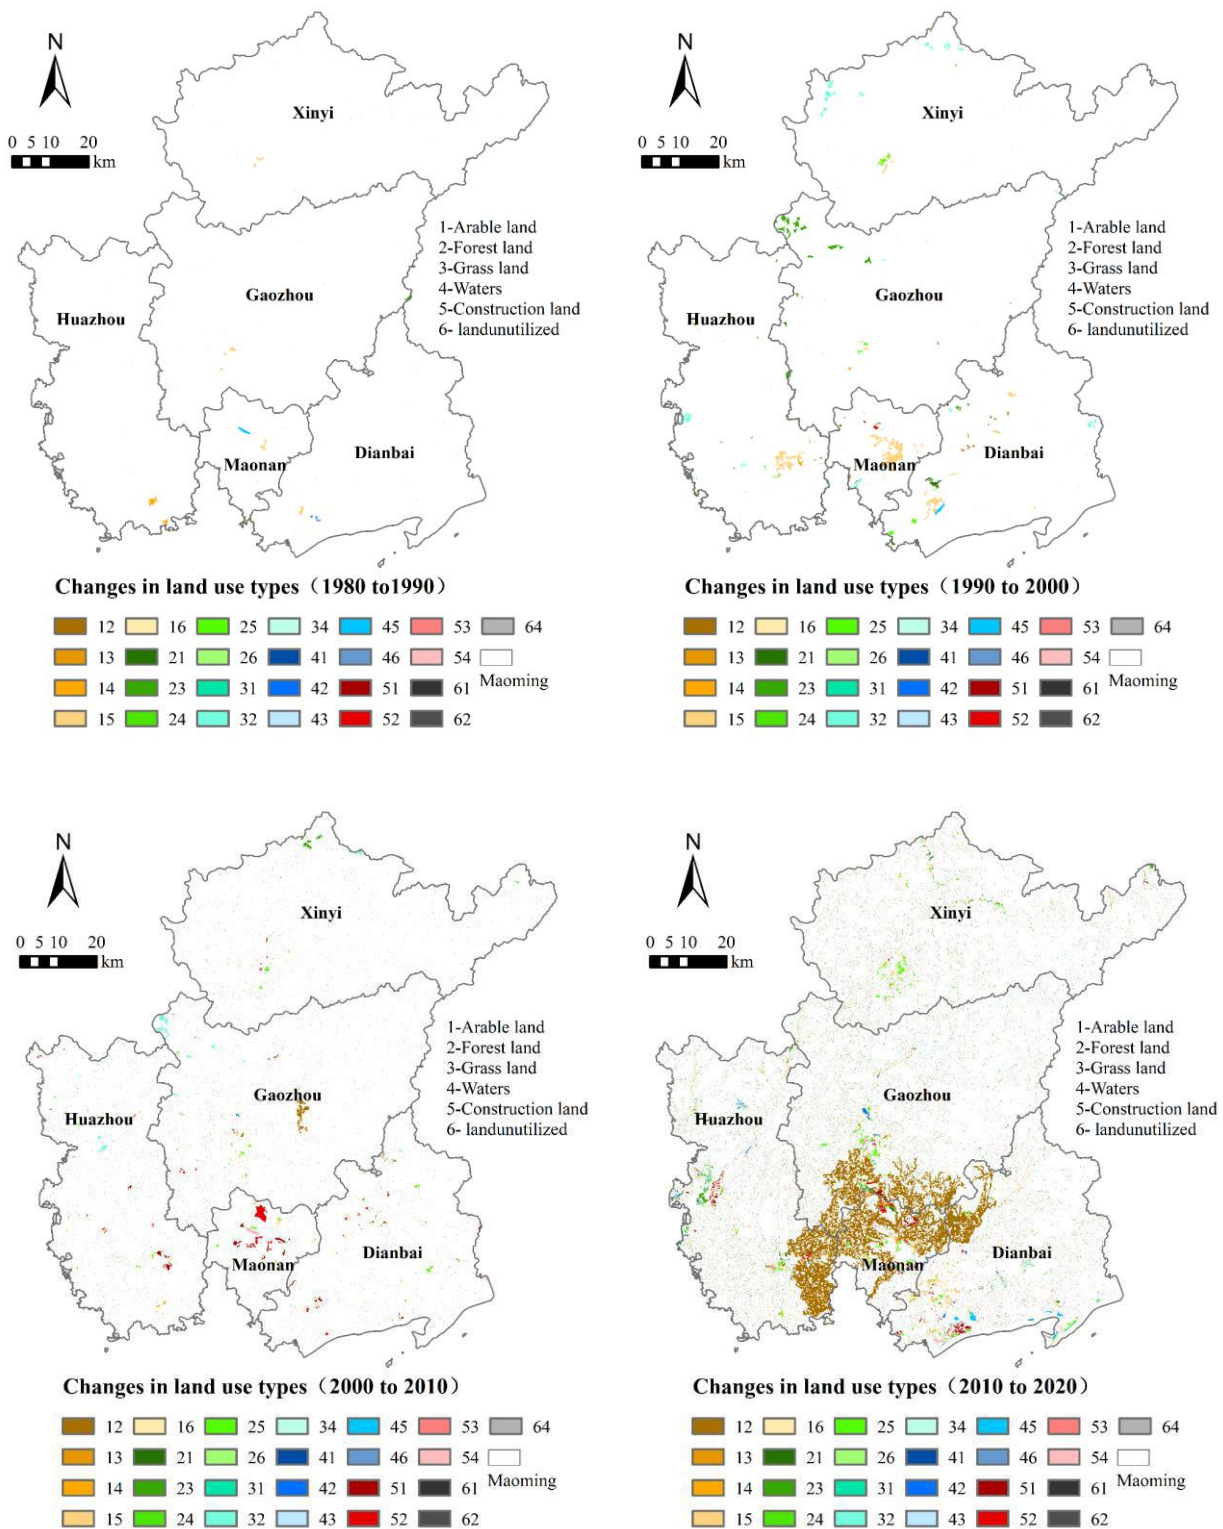 N
0 5 10 20
km
Xinyi
Gaozhou
Huazhou
Maonan
Dianbai
1-Arable land
2-Forest land
3-Grass land
4-Waters
5-Construction land
6- landunutilized
Changes in land use types（1980 to1990）
12 16 25 34 45 53 64
13 21 26 41 46 54
Maoming
14 23 31 42 51 61
15 24 32 43 52 62
N
0 5 10 20
km
Xinyi
Gaozhou
Huazhou
Maonan
Dianbai
1-Arable land
2-Forest land
3-Grass land
4-Waters
5-Construction land
6- landunutilized
Changes in land use types（1990 to 2000）
12 16 25 34 45 53 64
13 21 26 41 46 54
Maoming
14 23 31 42 51 61
15 24 32 43 52 62
N
0 5 10 20
km
Xinyi
Gaozhou
Huazhou
Maonan
Dianbai
1-Arable land
2-Forest land
3-Grass land
4-Waters
5-Construction land
6- landunutilized
Changes in land use types（2000 to 2010）
12 16 25 34 45 53 64
13 21 26 41 46 54
Maoming
14 23 31 42 51 61
15 24 32 43 52 62
N
0 5 10 20
km
Xinyi
Gaozhou
Huazhou
Maonan
Dianbai
1-Arable land
2-Forest land
3-Grass land
4-Waters
5-Construction land
6- landunutilized
Changes in land use types（2010 to 2020）
12 16 25 34 45 53 64
13 21 26 41 46 54
Maoming
14 23 31 42 51 61
15 24 32 43 52 62